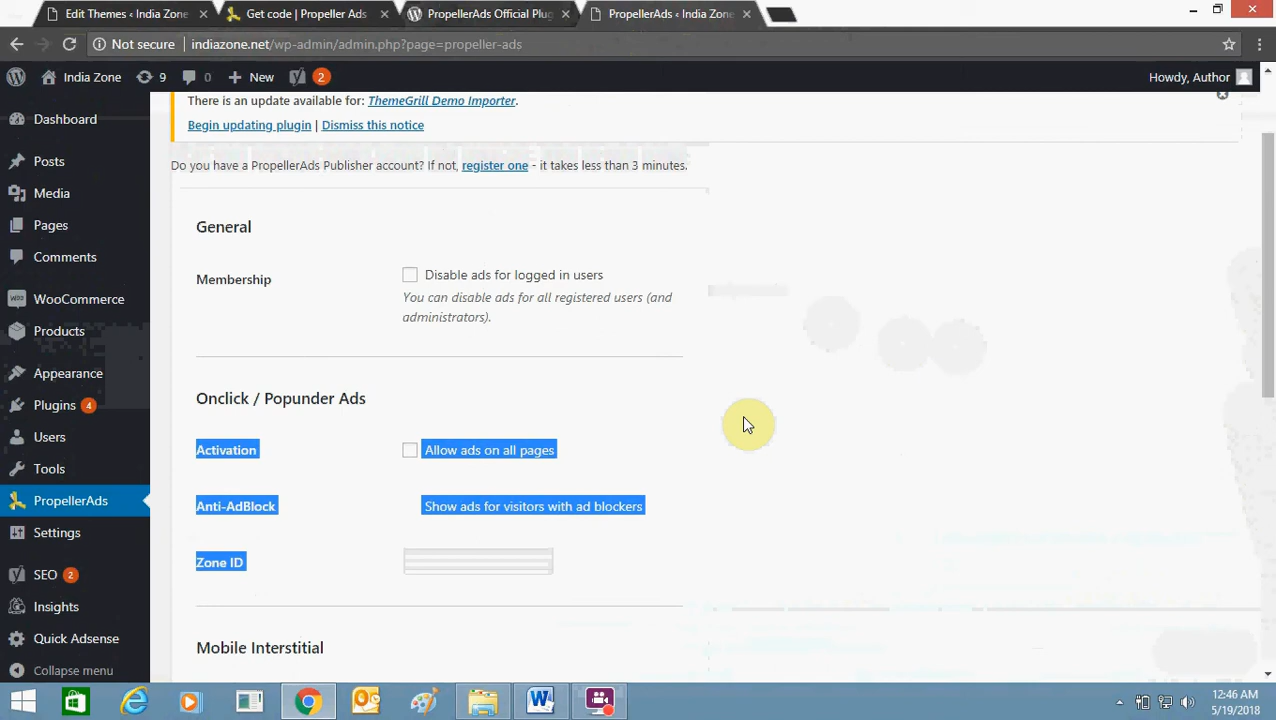 Edit Themes ‹ India Zone
Get code | Propeller Ads
PropellerAds Official Plug
PropellerAds ‹ India Zone
Not secure | indiazone.net/wp-admin/admin.php?page=propeller-ads
India Zone
9
0
New
2
Howdy, Author
There is an update available for: ThemeGrill Demo Importer.
Begin updating plugin | Dismiss this notice
Do you have a PropellerAds Publisher account? If not, register one - it takes less than 3 minutes.
Dashboard
Posts
Media
Pages
Comments
WooCommerce
Products
Appearance
Plugins 4
Users
Tools
PropellerAds
Settings
SEO 2
Insights
Quick Adsense
Collapse menu
General
Membership
Disable ads for logged in users
You can disable ads for all registered users (and
administrators).
Onclick / Popunder Ads
Activation
Allow ads on all pages
Anti-AdBlock
Show ads for visitors with ad blockers
Zone ID
Mobile Interstitial
12:46 AM
5/19/2018